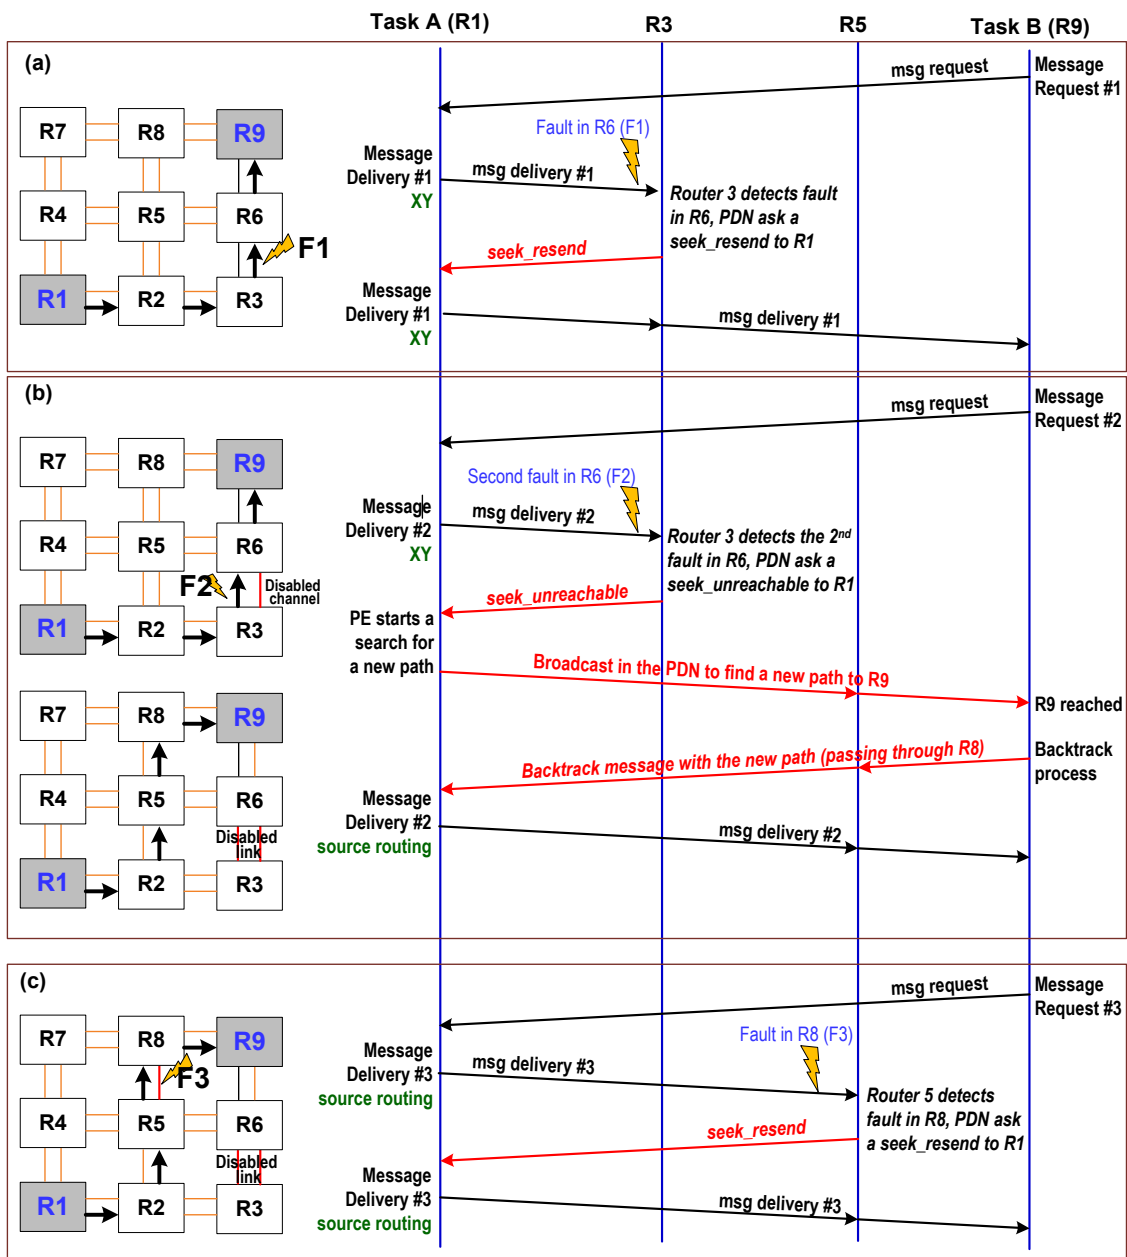 Task A (R1)
R3
R5
Task B (R9)
(a)
R7
R8
R9
R4
R5
R6
F1
R1
R2
R3
msg request
Message
Request #1
Fault in R6 (F1)
Message
Delivery #1
XY
msg delivery #1
Router 3 detects fault
in R6, PDN ask a
seek_resend to R1
seek_resend
Message
Delivery #1
XY
msg delivery #1
(b)
R7
R8
R9
R4
R5
R6
F2
Disabled
channel
R1
R2
R3
msg request
Message
Request #2
Second fault in R6 (F2)
Message
Delivery #2
XY
msg delivery #2
Router 3 detects the 2nd
fault in R6, PDN ask a
seek_unreachable to R1
seek_unreachable
PE starts a
search for
a new path
Broadcast in the PDN to find a new path to R9
R9 reached
R7
R8
R9
R4
R5
R6
Disabled
link
R1
R2
R3
Backtrack message with the new path (passing through R8)
Backtrack
process
Message
Delivery #2
source routing
msg delivery #2
(c)
R7
R8
R9
F3
R4
R5
R6
Disabled
link
R1
R2
R3
msg request
Message
Request #3
Fault in R8 (F3)
Message
Delivery #3
source routing
msg delivery #3
Router 5 detects
fault in R8, PDN ask
a seek_resend to R1
seek_resend
Message
Delivery #3
source routing
msg delivery #3